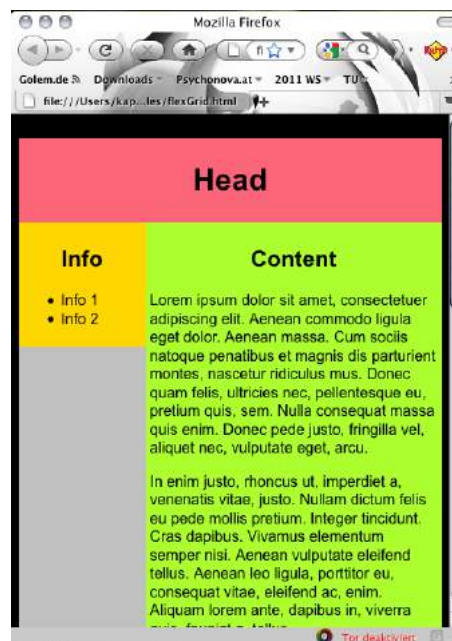 Mozilla Firefox
Golem.de Downloads Psychonova.at 2011 WS TU
file:///Users/kap...les/flexGrid.html
Head
Info
• Info 1
• Info 2
Content
Lorem ipsum dolor sit amet, consectetuer
adipiscing elit. Aenean commodo ligula
eget dolor. Aenean massa. Cum sociis
natoque penatibus et magnis dis parturient
montes, nascetur ridiculus mus. Donec
quam felis, ultricies nec, pellentesque eu,
pretium quis, sem. Nulla consequat massa
quis enim. Donec pede justo, fringilla vel,
aliquet nec, vulputate eget, arcu.
In enim justo, rhoncus ut, imperdiet a,
venenatis vitae, justo. Nullam dictum felis
eu pede mollis pretium. Integer tincidunt.
Cras dapibus. Vivamus elementum
semper nisi. Aenean vulputate eleifend
tellus. Aenean leo ligula, porttitor eu,
consequat vitae, eleifend ac, enim.
Aliquam lorem ante, dapibus in, viverra
quis, feugiat a, tellus.
Tor deaktiviert